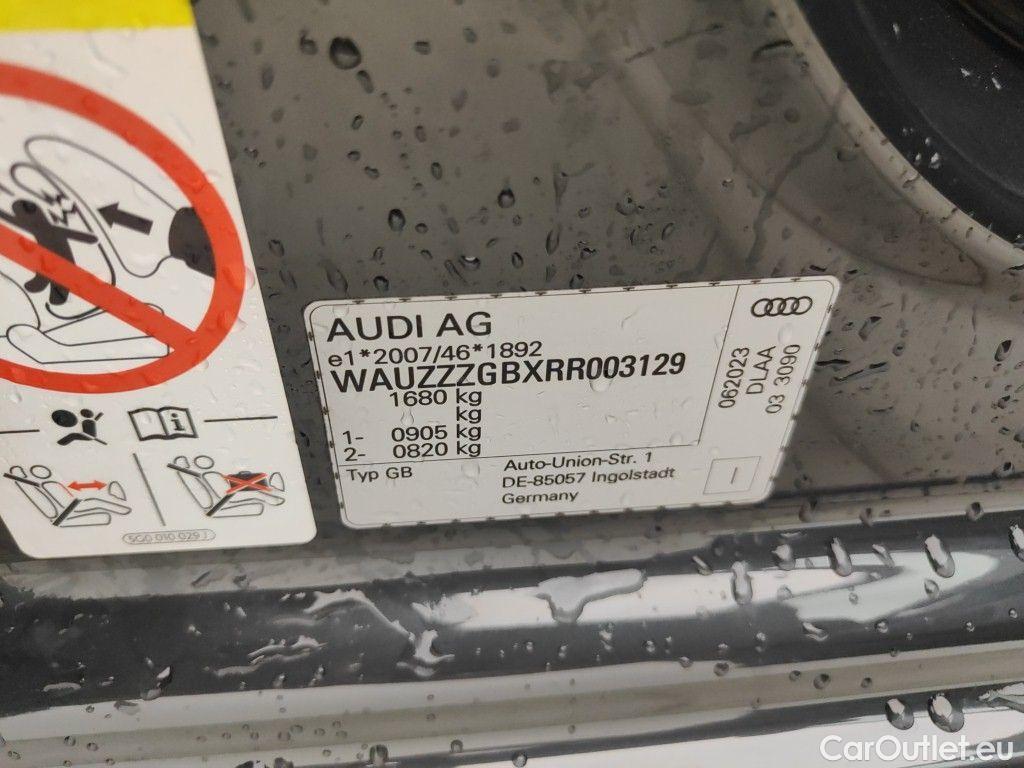 AUDI AG
e1*2007/46*1892
WAUZZZGBXRR003129
1680 kg
kg
1- 0905 kg
2- 0820 kg
Typ GB
Auto-Union-Str. 1
DE-85057 Ingolstadt
Germany
062023
DLAA
03 3090
I
i
5G0 010 029 J
CarOutlet.eu